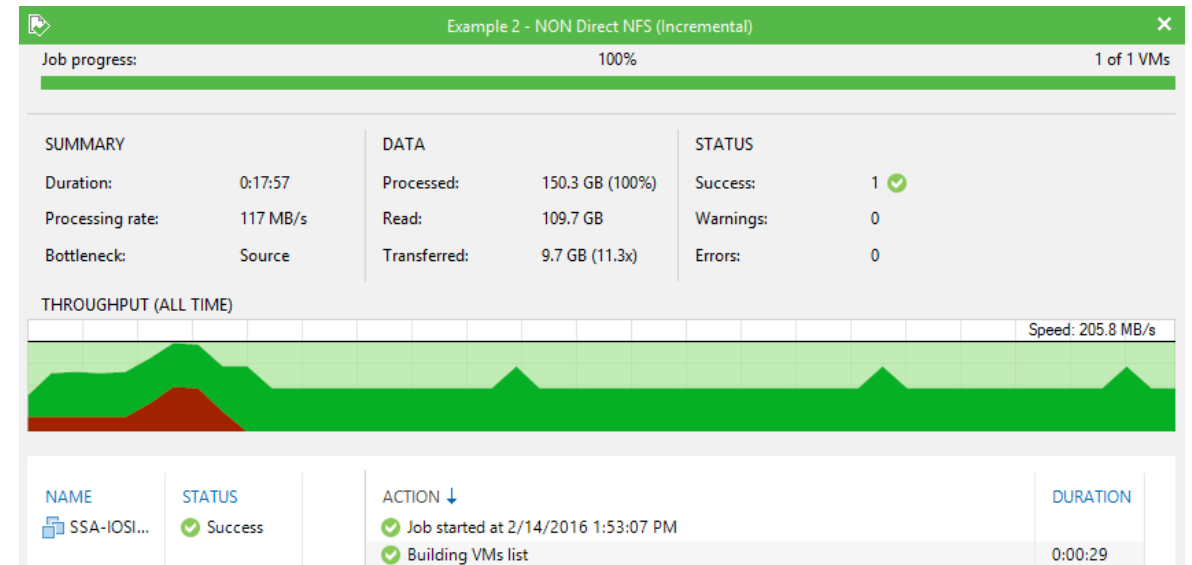 Example 2 - NON Direct NFS (Incremental)
Job progress: 100% 1 of 1 VMs
SUMMARY DATA STATUS
Duration: 0:17:57 Processed: 150.3 GB (100%) Success: 1
Processing rate: 117 MB/s Read: 109.7 GB Warnings: 0
Bottleneck: Source Transferred: 9.7 GB (11.3x) Errors: 0
THROUGHPUT (ALL TIME)
Speed: 205.8 MB/s
NAME STATUS ACTION DURATION
SSA-IOSI... Success Job started at 2/14/2016 1:53:07 PM
Building VMs list 0:00:29